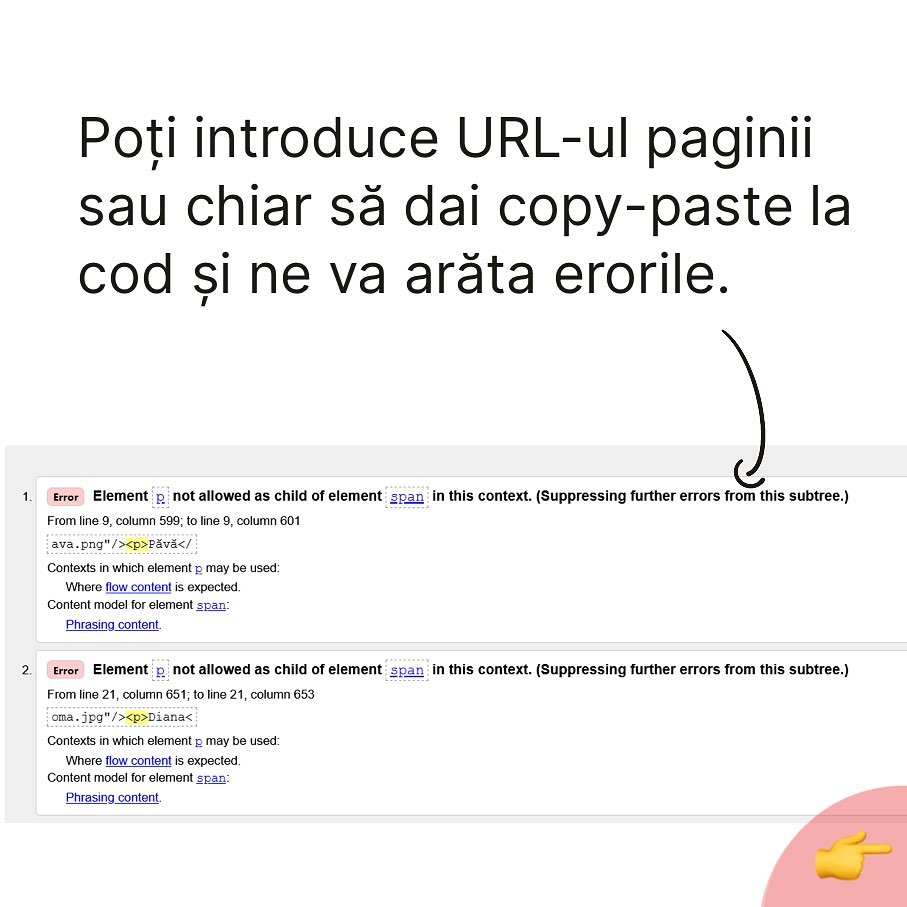 Poți introduce URL-ul paginii
sau chiar să dai copy-paste la
cod și ne va arăta erorile.
1. Error Element p not allowed as child of element span in this context. (Suppressing further errors from this subtree.)
From line 9, column 599; to line 9, column 601
ava.png"/><p>Păvă</
Contexts in which element p may be used:
Where flow content is expected.
Content model for element span:
Phrasing content.
2. Error Element p not allowed as child of element span in this context. (Suppressing further errors from this subtree.)
From line 21, column 651; to line 21, column 653
oma.jpg"/><p>Diana<
Contexts in which element p may be used:
Where flow content is expected.
Content model for element span:
Phrasing content.